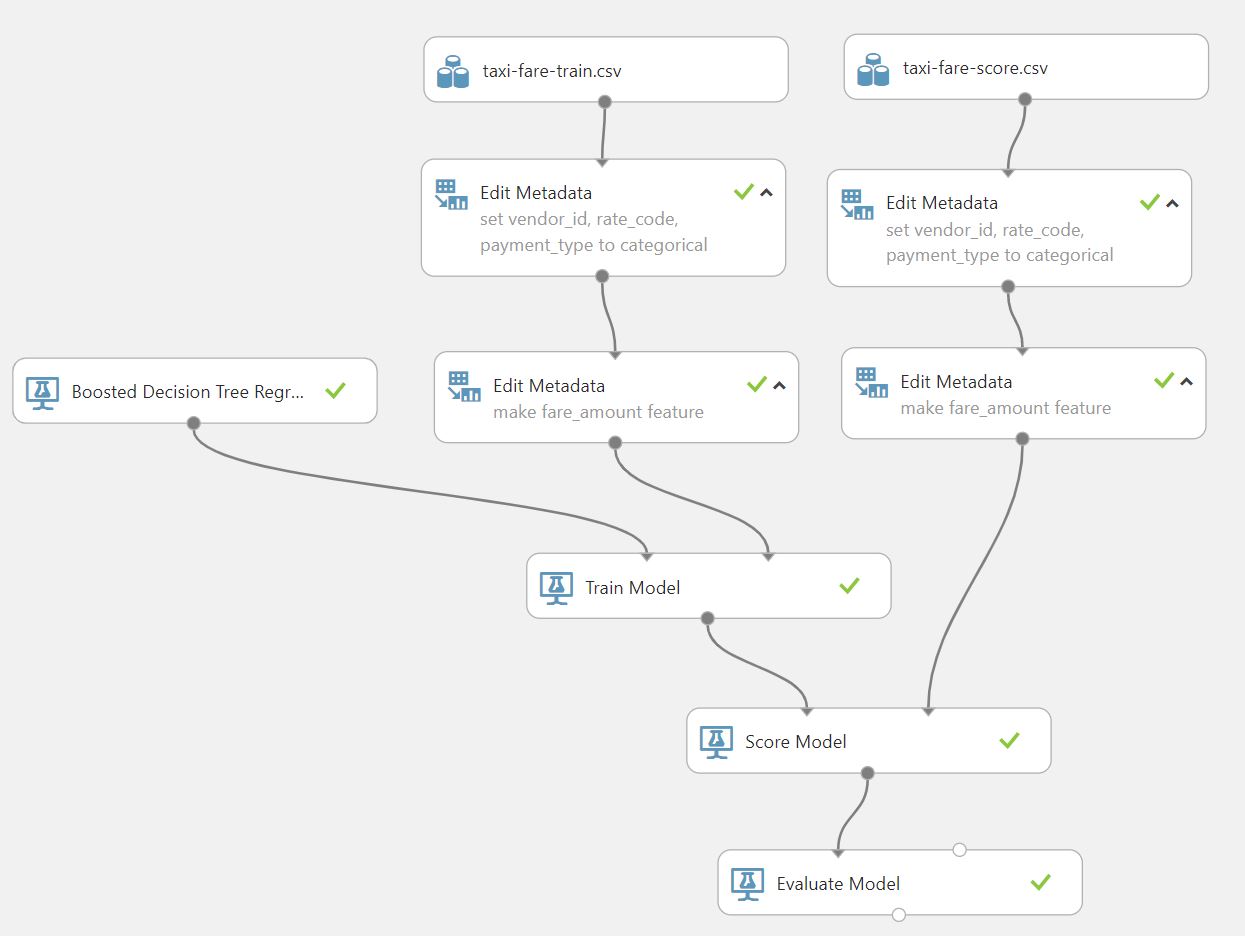 taxi-fare-train.csv
taxi-fare-score.csv
Edit Metadata
set vendor_id, rate_code,
payment_type to categorical
Edit Metadata
set vendor_id, rate_code,
payment_type to categorical
Boosted Decision Tree Regr...
Edit Metadata
make fare_amount feature
Edit Metadata
make fare_amount feature
Train Model
Score Model
Evaluate Model